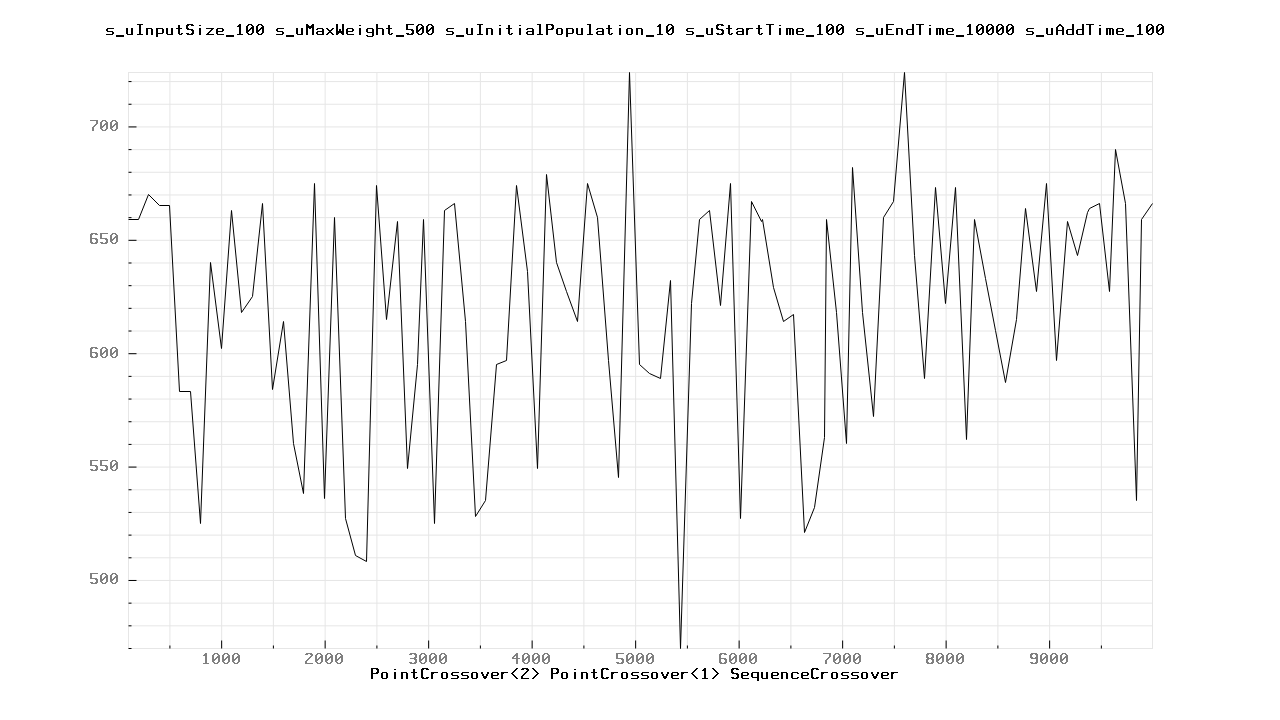 s_uInputSize_100 s_uMaxWeight_500 s_uInitialPopulation_10 s_uStartTime_100 s_uEndTime_10000 s_uAddTime_100
700
650
600
550
500
1000 2000 3000 4000 5000 6000 7000 8000 9000
PointCrossover<2> PointCrossover<1> SequenceCrossover